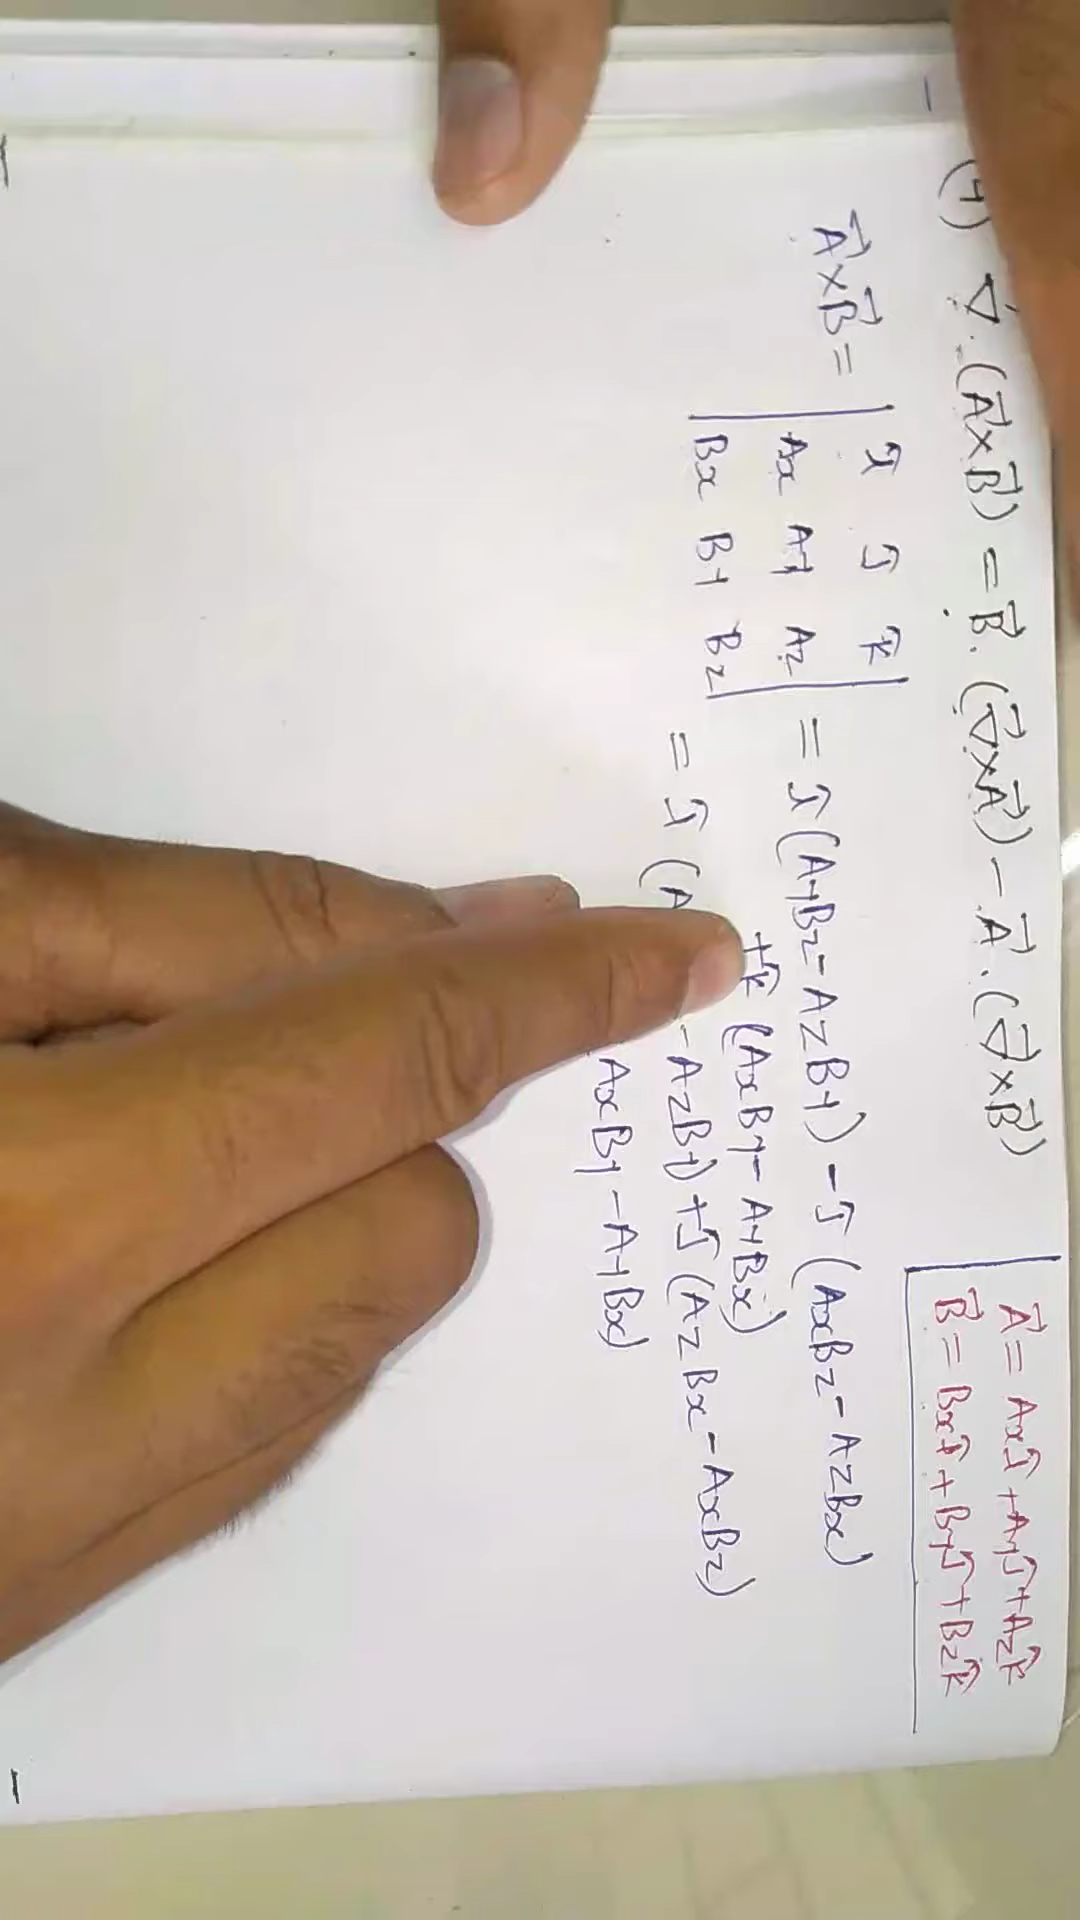 (4) ∇⃗.(A⃗×B⃗) = B⃗.(∇⃗×A⃗) - A⃗.(∇⃗×B⃗)
A⃗ = Axî + Ayĵ + Azk̂
B⃗ = Bxî + Byĵ + Bzk̂
A⃗×B⃗ = | î ĵ k̂
Ax Ay Az
Bx By Bz | = î (AyBz - AzBy) - ĵ (AxBz - AzBx)
+k̂ (AxBy - AyBx)
= î (A - AzBy) + ĵ (AzBx - AxBz)
AxBy - AyBx)